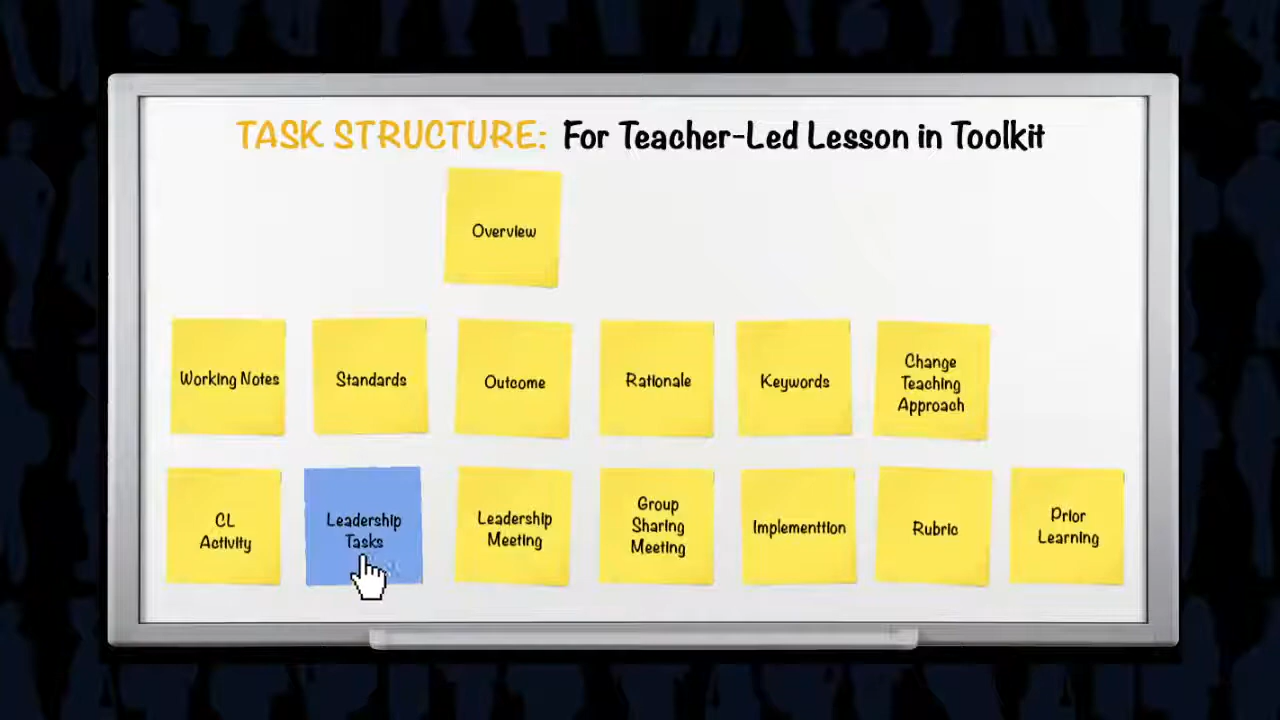 TASK STRUCTURE: For Teacher-Led Lesson in Toolkit
Overview
Working Notes
Standards
Outcome
Rationale
Keywords
Change
Teaching
Approach
CL
Activity
Leadership
Tasks
Leadership
Meeting
Group
Sharing
Meeting
Implementtion
Rubric
Prior
Learning